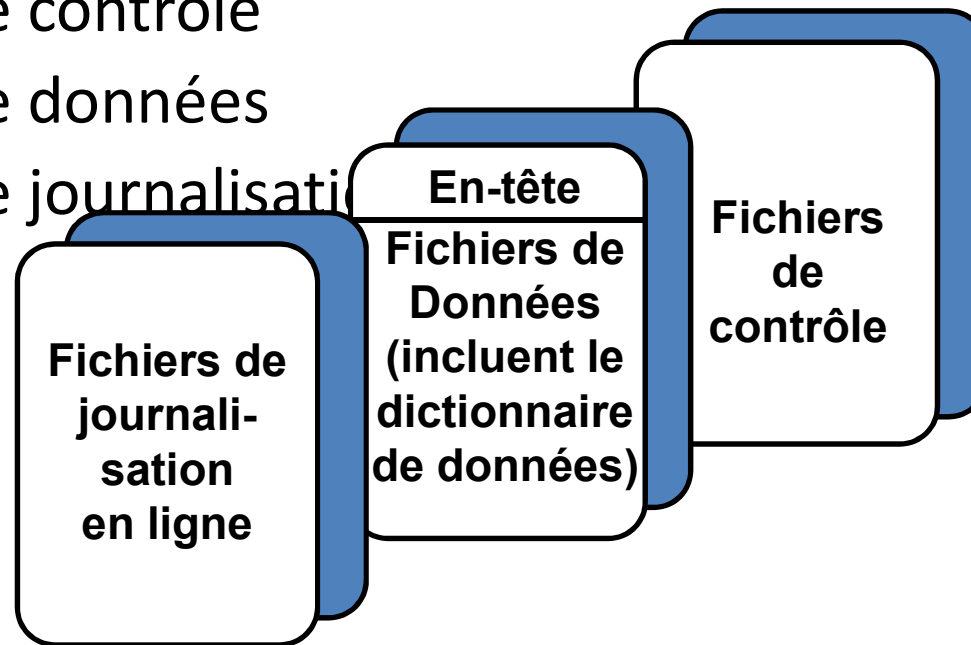 e contrôle
e données
e journalisati
En-tête
Fichiers de
Données
(incluent le
dictionnaire
de données)
Fichiers
de
contrôle
Fichiers de
journali-
sation
en ligne